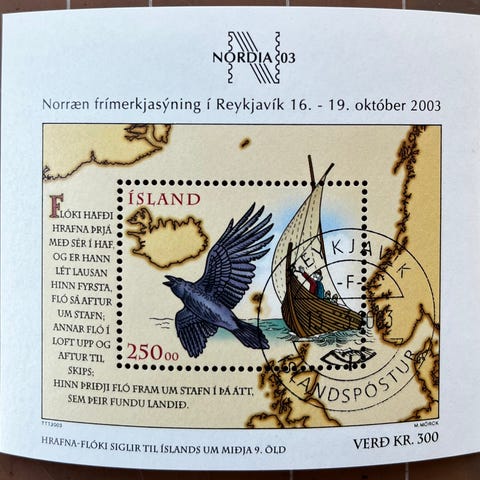 NORDIA 03
Norræn frímerkjasýning í Reykjavík 16. - 19. október 2003
ÍSLAND
FLÓKI HAFÐI
HRAFNA ÞRJÁ
MEÐ SÉR Í HAF,
OG ER HANN
LÉT LAUSAN
HINN FYRSTA,
FLÓ SÁ AFTUR
UM STAFN;
ANNAR FLÓ Í
LOFT UPP OG
AFTUR TIL
SKIPS;
HINN ÞRIÐJI FLÓ FRAM UM STAFN Í ÞÁ ÁTT,
SEM ÞEIR FUNDU LANDIÐ.
250.00
REYKJAVÍK
-F-
LANDSPÓSTUR
TTT2003
M.MÖRCK
HRAFNA-FLÓKI SIGLIR TIL ÍSLANDS UM MIÐJA 9. ÖLD
VERÐ KR. 300